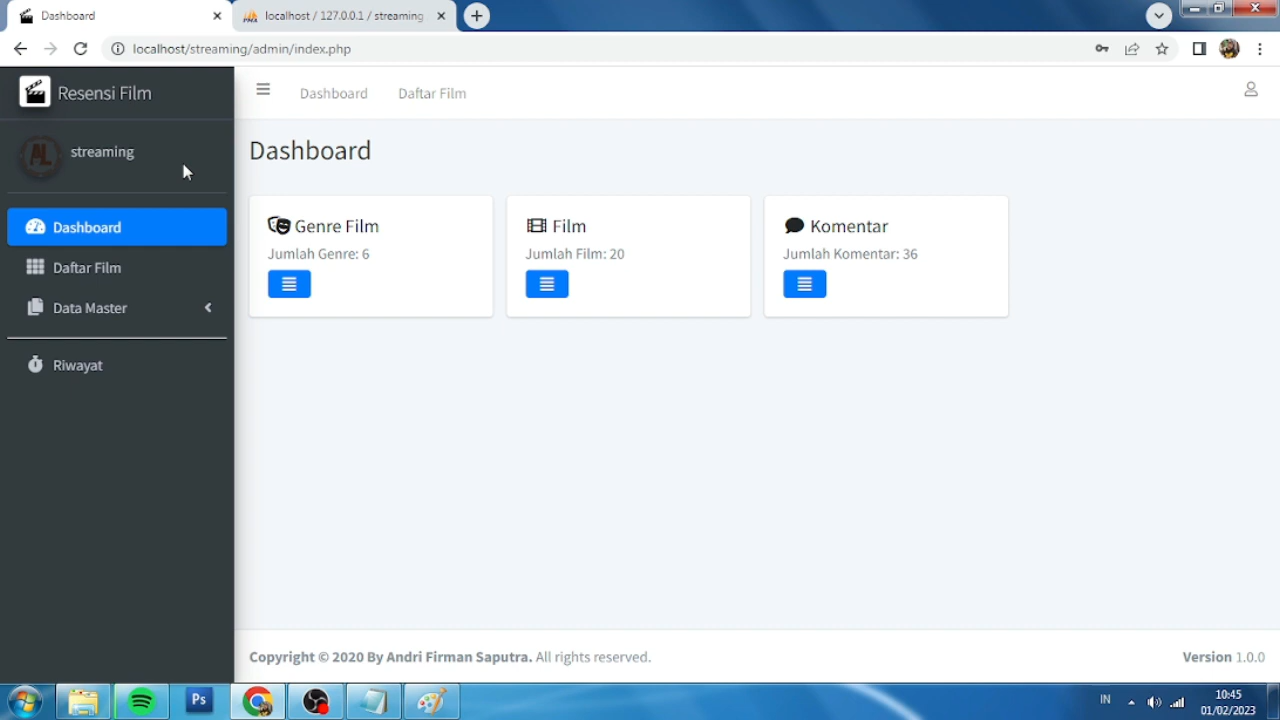 Dashboard
localhost / 127.0.0.1 / streaming
localhost/streaming/admin/index.php
Resensi Film
Dashboard
Daftar Film
AL
streaming
Dashboard
Dashboard
Daftar Film
Data Master
Riwayat
Genre Film
Jumlah Genre: 6
Film
Jumlah Film: 20
Komentar
Jumlah Komentar: 36
Copyright © 2020 By Andri Firman Saputra. All rights reserved.
Version 1.0.0
Ps
IN
10:45
01/02/2023